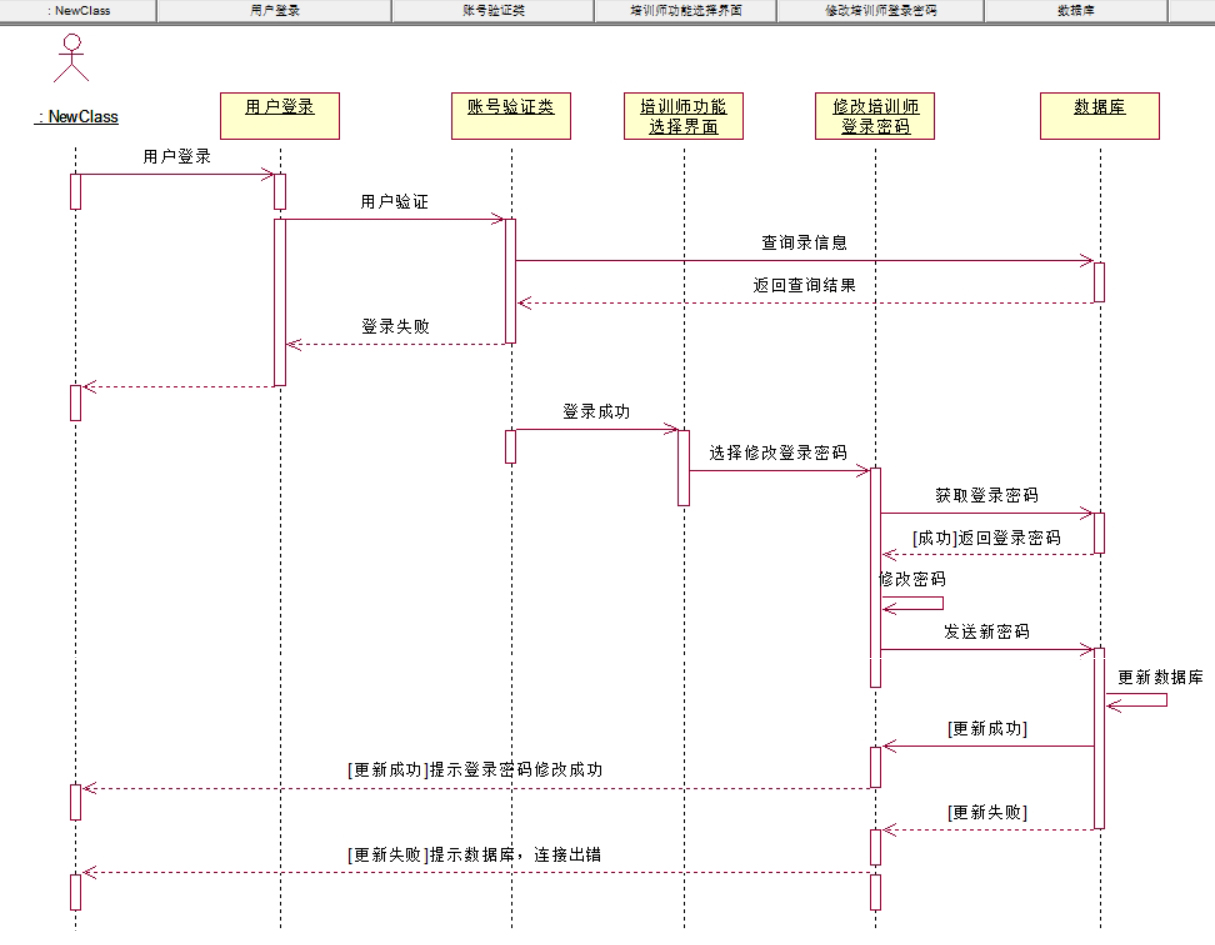 : NewClass
用户登录
账号验证类
培训师功能选择界面
修改培训师登录密码
数据库
: NewClass
用户登录
账号验证类
培训师功能
选择界面
修改培训师
登录密码
数据库
用户登录
用户验证
查询录信息
返回查询结果
登录失败
登录成功
选择修改登录密码
获取登录密码
[成功]返回登录密码
修改密码
发送新密码
更新数据库
[更新成功]
[更新成功]提示登录密码修改成功
[更新失败]
[更新失败]提示数据库，连接出错